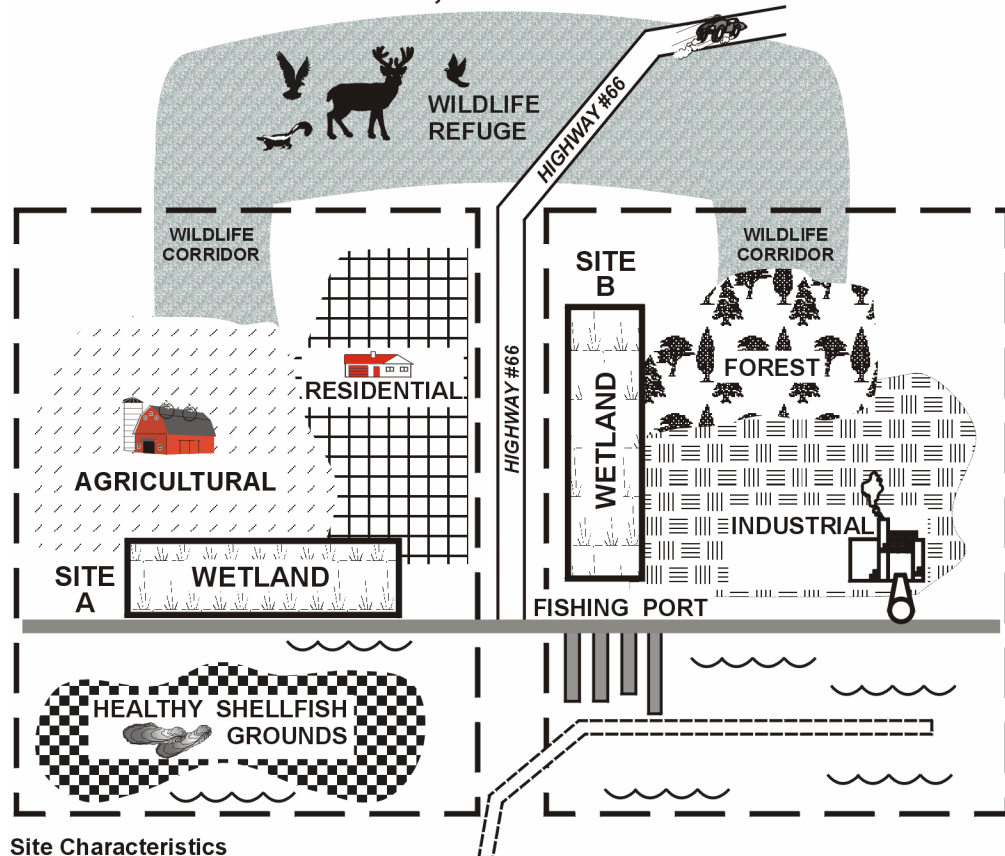 WILDLIFE
REFUGE
HIGHWAY #66
WILDLIFE
CORRIDOR
WILDLIFE
CORRIDOR
SITE
B
FOREST
RESIDENTIAL
HIGHWAY #66
WETLAND
AGRICULTURAL
INDUSTRIAL
SITE
A
WETLAND
FISHING PORT
HEALTHY SHELLFISH
GROUNDS
Site Characteristics